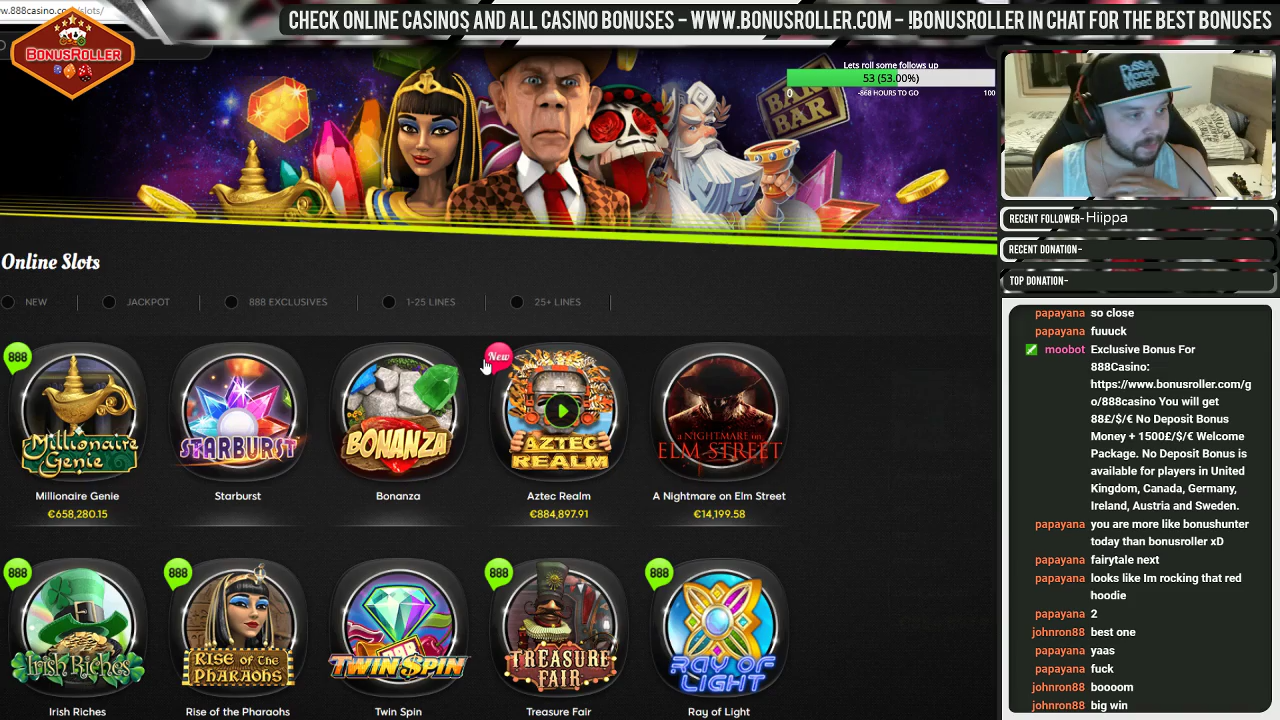 w.888casino.co /slots/
CHECK ONLINE CASINOS AND ALL CASINO BONUSES - WWW.BONUSROLLER.COM - !BONUSROLLER IN CHAT FOR THE BEST BONUSES
BONUSROLLER
Lets roll some follows up
53 (53.00%)
0
-868 HOURS TO GO
100
BAR
BAR
PUSSY
MONEY
WEED
RECENT FOLLOWER- Hiippa
RECENT DONATION-
TOP DONATION-
Online Slots
NEW
JACKPOT
888 EXCLUSIVES
1-25 LINES
25+ LINES
888
New
Millionaire
Genie
STARBURST
BONANZA
AZTEC
REALM
A NIGHTMARE ON
ELM STREET
Millionaire Genie
Starburst
Bonanza
Aztec Realm
A Nightmare on Elm Street
€658,280.15
€884,897.91
€14,199.58
888
888
888
888
Irish Riches
RISE OF THE
PHARAOHS
TWIN SPIN
TREASURE
FAIR
RAY OF
LIGHT
Irish Riches
Rise of the Pharaohs
Twin Spin
Treasure Fair
Ray of Light
papayana so close
papayana fuuuck
moobot Exclusive Bonus For
888Casino:
https://www.bonusroller.com/g
o/888casino You will get
88£/$/€ No Deposit Bonus
Money + 1500£/$/€ Welcome
Package. No Deposit Bonus is
available for players in United
Kingdom, Canada, Germany,
Ireland, Austria and Sweden.
papayana you are more like bonushunter
today than bonusroller xD
papayana fairytale next
papayana looks like Im rocking that red
hoodie
papayana 2
johnron88 best one
papayana yaas
papayana fuck
johnron88 boooom
johnron88 big win